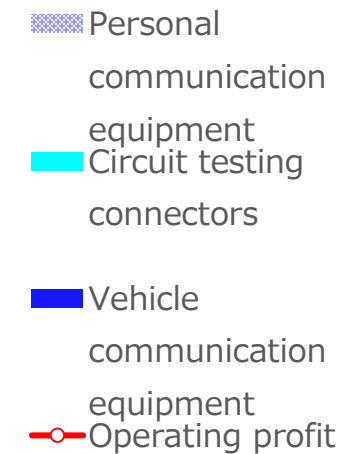 Personal
communication
equipment
Circuit testing
connectors
Vehicle
communication
equipment
Operating profit